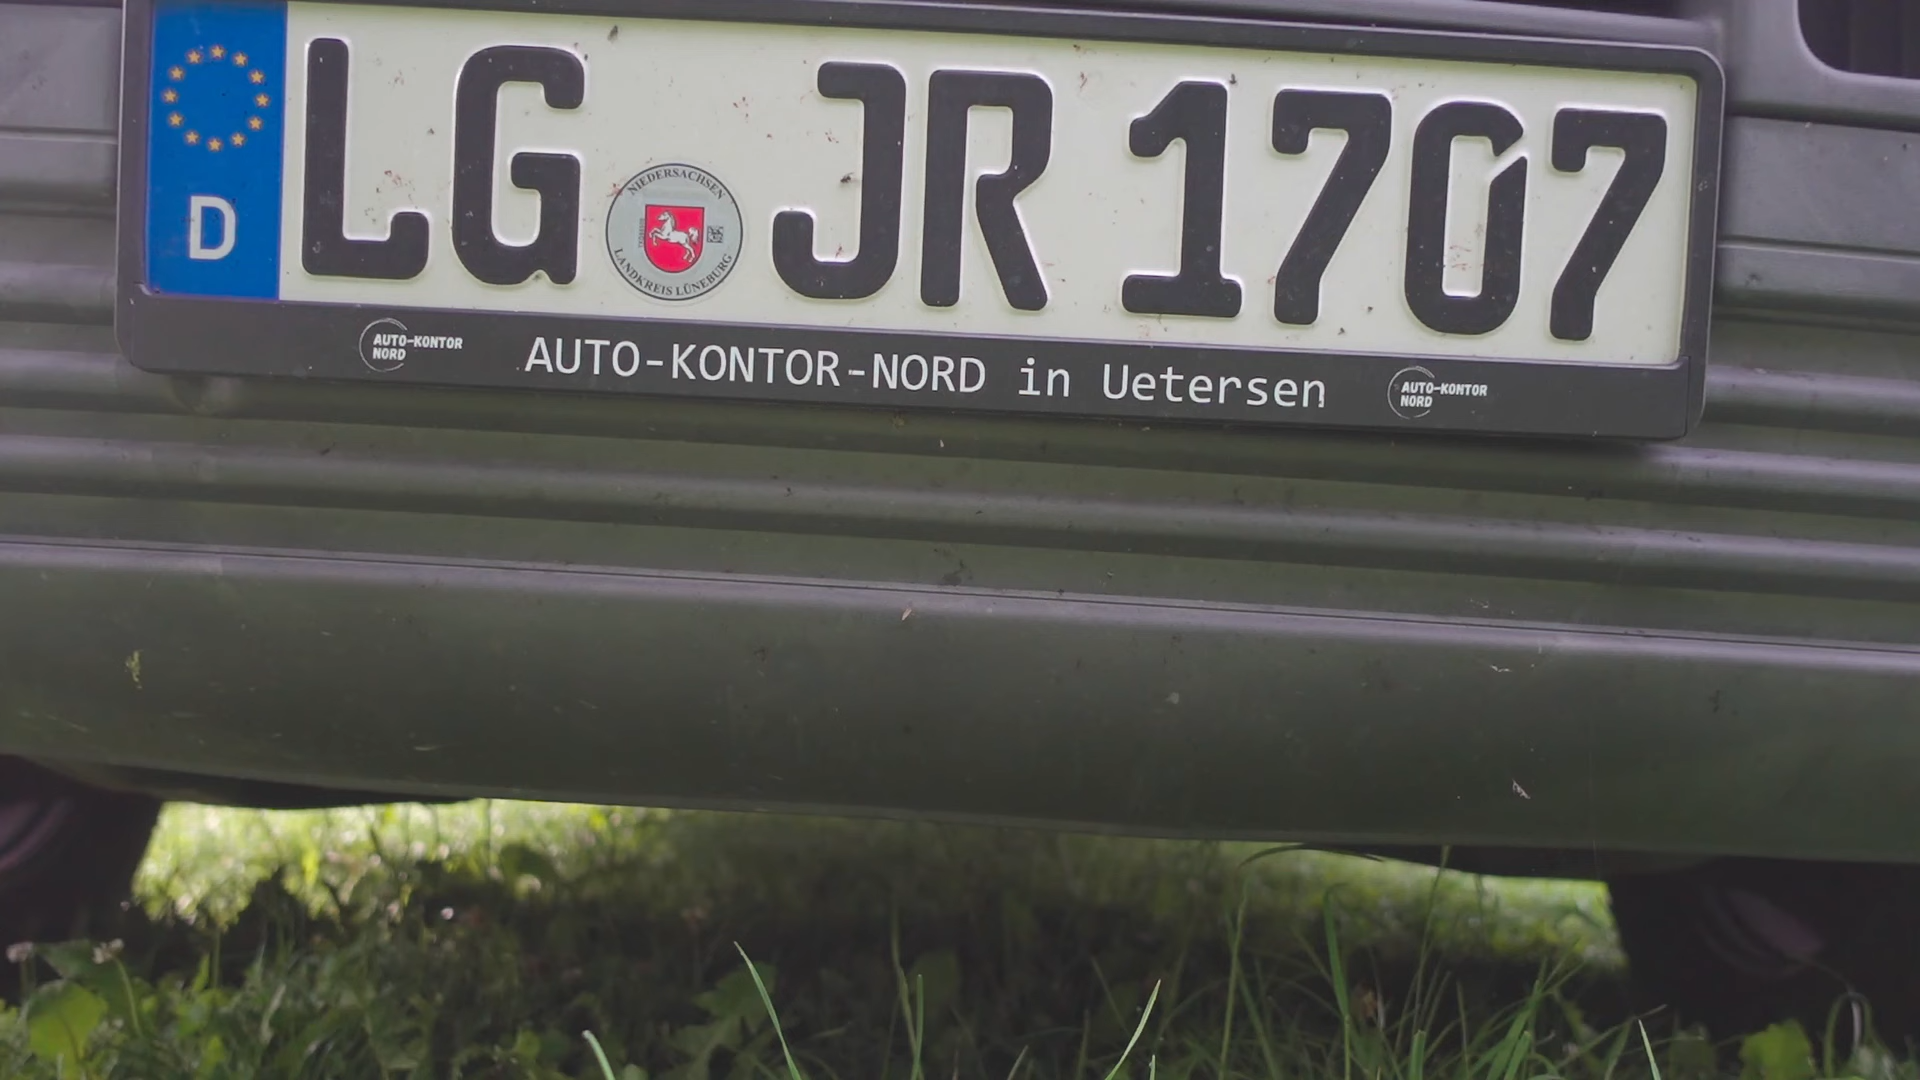 LG JR 1707
D
NIEDERSACHSEN
LANDKREIS LÜNEBURG
AUTO-KONTOR
NORD
AUTO-KONTOR-NORD in Uetersen
AUTO-KONTOR
NORD